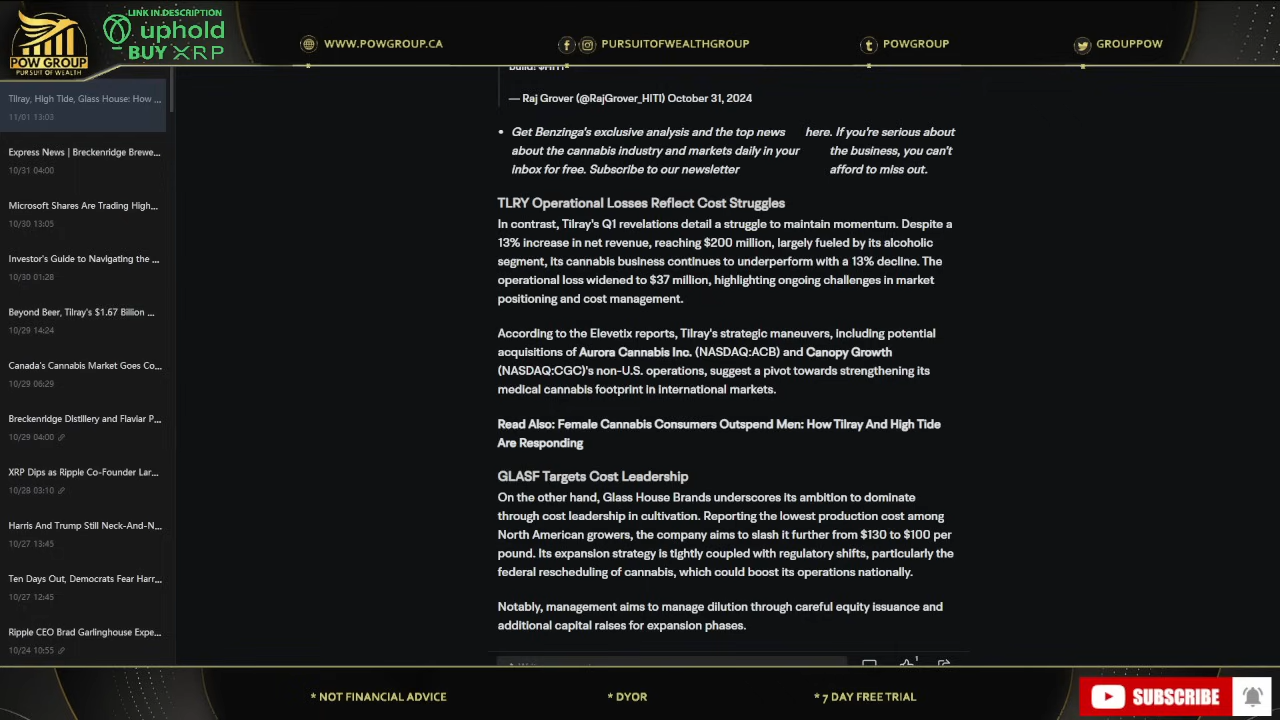 LINK IN DESCRIPTION
uphold
BUY XRP
POW GROUP
PURSUIT OF WEALTH
WWW.POWGROUP.CA
PURSUITOFWEALTHGROUP
POWGROUP
GROUPPOW
Tilray, High Tide, Glass House: How ...
11/01 13:03
Express News | Breckenridge Brewe...
10/31 04:00
Microsoft Shares Are Trading High...
10/30 13:05
Investor's Guide to Navigating the ...
10/30 01:28
Beyond Beer, Tilray's $1.67 Billion ...
10/29 14:24
Canada's Cannabis Market Goes Co...
10/29 06:29
Breckenridge Distillery and Flaviar P...
10/29 04:00
XRP Dips as Ripple Co-Founder Lar...
10/28 03:10
Harris And Trump Still Neck-And-N...
10/27 13:45
Ten Days Out, Democrats Fear Harr...
10/27 12:45
Ripple CEO Brad Garlinghouse Expe...
10/24 10:55
— Raj Grover (@RajGrover_HITI) October 31, 2024
• Get Benzinga's exclusive analysis and the top news here. If you're serious about
about the cannabis industry and markets daily in your the business, you can't
inbox for free. Subscribe to our newsletter afford to miss out.
TLRY Operational Losses Reflect Cost Struggles
In contrast, Tilray's Q1 revelations detail a struggle to maintain momentum. Despite a
13% increase in net revenue, reaching $200 million, largely fueled by its alcoholic
segment, its cannabis business continues to underperform with a 13% decline. The
operational loss widened to $37 million, highlighting ongoing challenges in market
positioning and cost management.
According to the Elevetix reports, Tilray's strategic maneuvers, including potential
acquisitions of Aurora Cannabis Inc. (NASDAQ:ACB) and Canopy Growth
(NASDAQ:CGC)'s non-U.S. operations, suggest a pivot towards strengthening its
medical cannabis footprint in international markets.
Read Also: Female Cannabis Consumers Outspend Men: How Tilray And High Tide
Are Responding
GLASF Targets Cost Leadership
On the other hand, Glass House Brands underscores its ambition to dominate
through cost leadership in cultivation. Reporting the lowest production cost among
North American growers, the company aims to slash it further from $130 to $100 per
pound. Its expansion strategy is tightly coupled with regulatory shifts, particularly the
federal rescheduling of cannabis, which could boost its operations nationally.
Notably, management aims to manage dilution through careful equity issuance and
additional capital raises for expansion phases.
1
* NOT FINANCIAL ADVICE
* DYOR
* 7 DAY FREE TRIAL
SUBSCRIBE